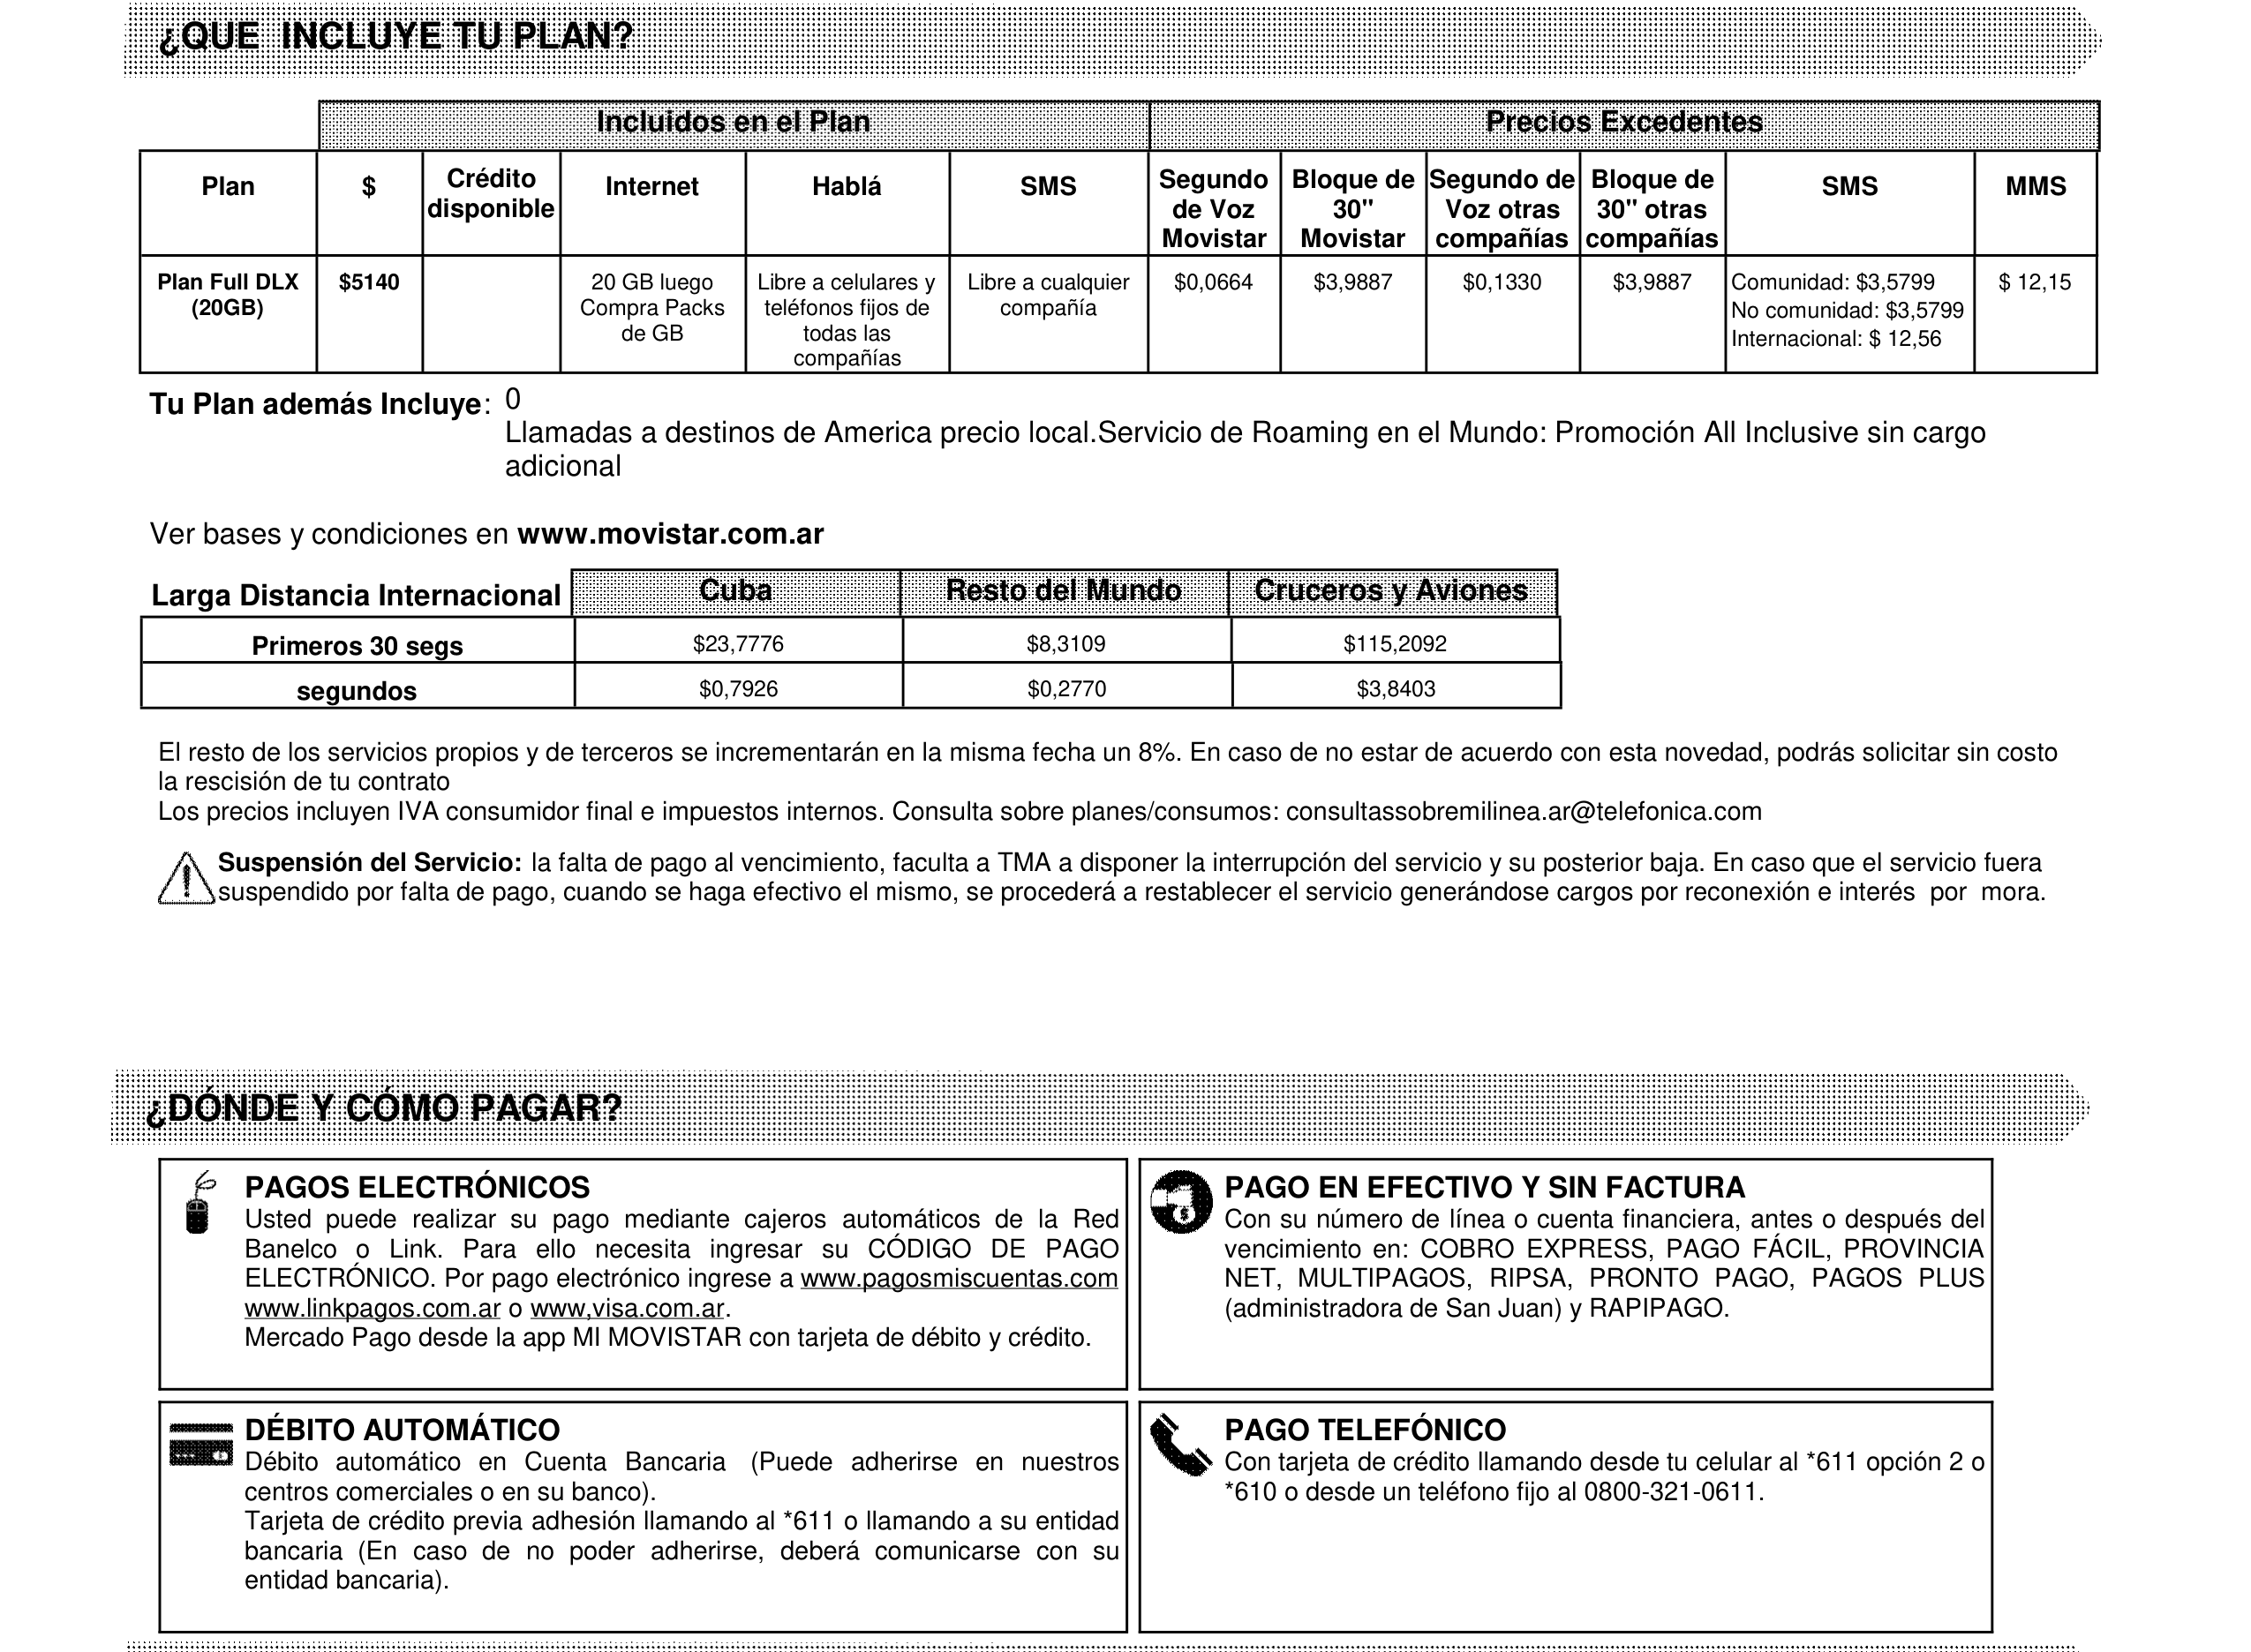 ¿QUE INCLUYE TU PLAN?
Incluidos en el Plan Precios Excedentes
Plan $ Crédito disponible Internet Hablá SMS Segundo de Voz Movistar Bloque de 30" Movistar Segundo de Voz otras compañías Bloque de 30" otras compañías SMS MMS
Plan Full DLX (20GB) $5140 20 GB luego Compra Packs de GB Libre a celulares y teléfonos fijos de todas las compañías Libre a cualquier compañía $0,0664 $3,9887 $0,1330 $3,9887 Comunidad: $3,5799 No comunidad: $3,5799 Internacional: $ 12,56 $ 12,15
Tu Plan además Incluye: 0
Llamadas a destinos de America precio local.Servicio de Roaming en el Mundo: Promoción All Inclusive sin cargo
adicional
Ver bases y condiciones en www.movistar.com.ar
Larga Distancia Internacional Cuba Resto del Mundo Cruceros y Aviones
Primeros 30 segs $23,7776 $8,3109 $115,2092
segundos $0,7926 $0,2770 $3,8403
El resto de los servicios propios y de terceros se incrementarán en la misma fecha un 8%. En caso de no estar de acuerdo con esta novedad, podrás solicitar sin costo
la rescisión de tu contrato
Los precios incluyen IVA consumidor final e impuestos internos. Consulta sobre planes/consumos: consultassobremilinea.ar@telefonica.com
Suspensión del Servicio: la falta de pago al vencimiento, faculta a TMA a disponer la interrupción del servicio y su posterior baja. En caso que el servicio fuera
suspendido por falta de pago, cuando se haga efectivo el mismo, se procederá a restablecer el servicio generándose cargos por reconexión e interés por mora.
¿DÓNDE Y CÓMO PAGAR?
PAGOS ELECTRÓNICOS
Usted puede realizar su pago mediante cajeros automáticos de la Red
Banelco o Link. Para ello necesita ingresar su CÓDIGO DE PAGO
ELECTRÓNICO. Por pago electrónico ingrese a www.pagosmiscuentas.com
www.linkpagos.com.ar o www,visa.com.ar.
Mercado Pago desde la app MI MOVISTAR con tarjeta de débito y crédito.
PAGO EN EFECTIVO Y SIN FACTURA
Con su número de línea o cuenta financiera, antes o después del
vencimiento en: COBRO EXPRESS, PAGO FÁCIL, PROVINCIA
NET, MULTIPAGOS, RIPSA, PRONTO PAGO, PAGOS PLUS
(administradora de San Juan) y RAPIPAGO.
DÉBITO AUTOMÁTICO
Débito automático en Cuenta Bancaria (Puede adherirse en nuestros
centros comerciales o en su banco).
Tarjeta de crédito previa adhesión llamando al *611 o llamando a su entidad
bancaria (En caso de no poder adherirse, deberá comunicarse con su
entidad bancaria).
PAGO TELEFÓNICO
Con tarjeta de crédito llamando desde tu celular al *611 opción 2 o
*610 o desde un teléfono fijo al 0800-321-0611.